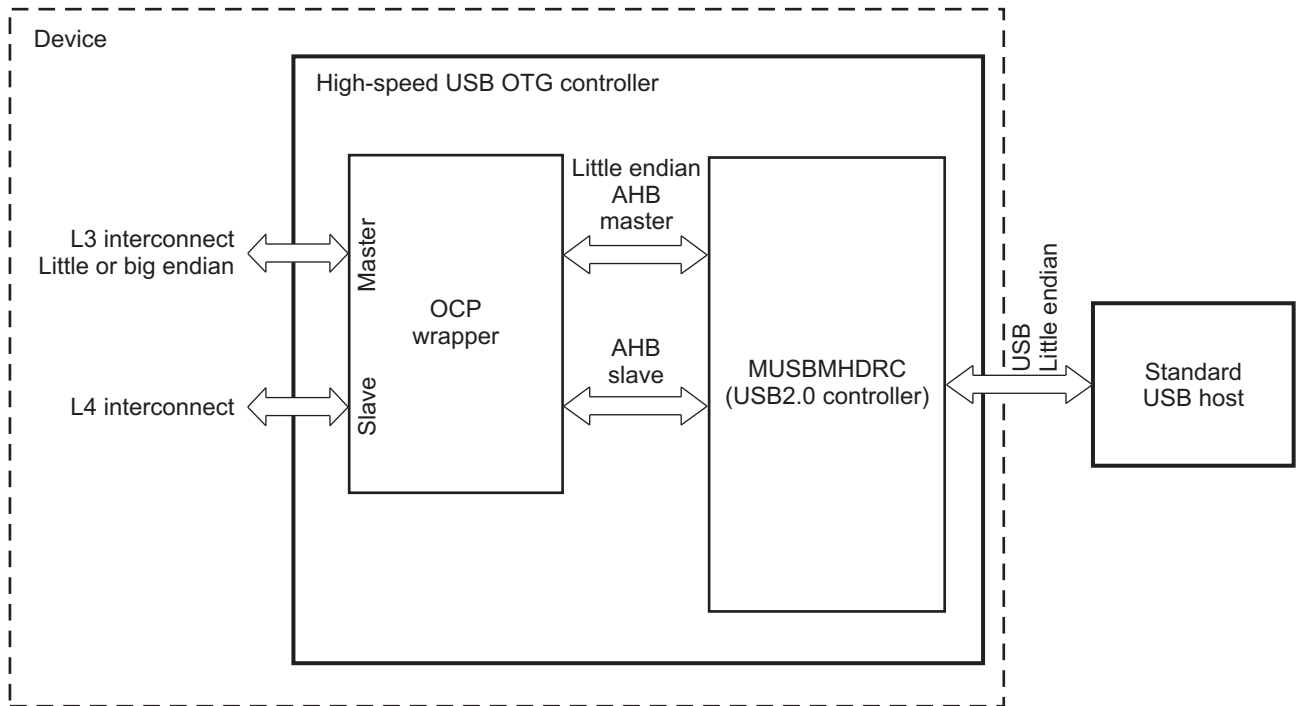 Device
High-speed USB OTG controller
Little endian
AHB
master
L3 interconnect
Little or big endian
Master
OCP
wrapper
AHB
slave
L4 interconnect
Slave
MUSBMHDRC
(USB2.0 controller)
USB
Little endian
Standard
USB host